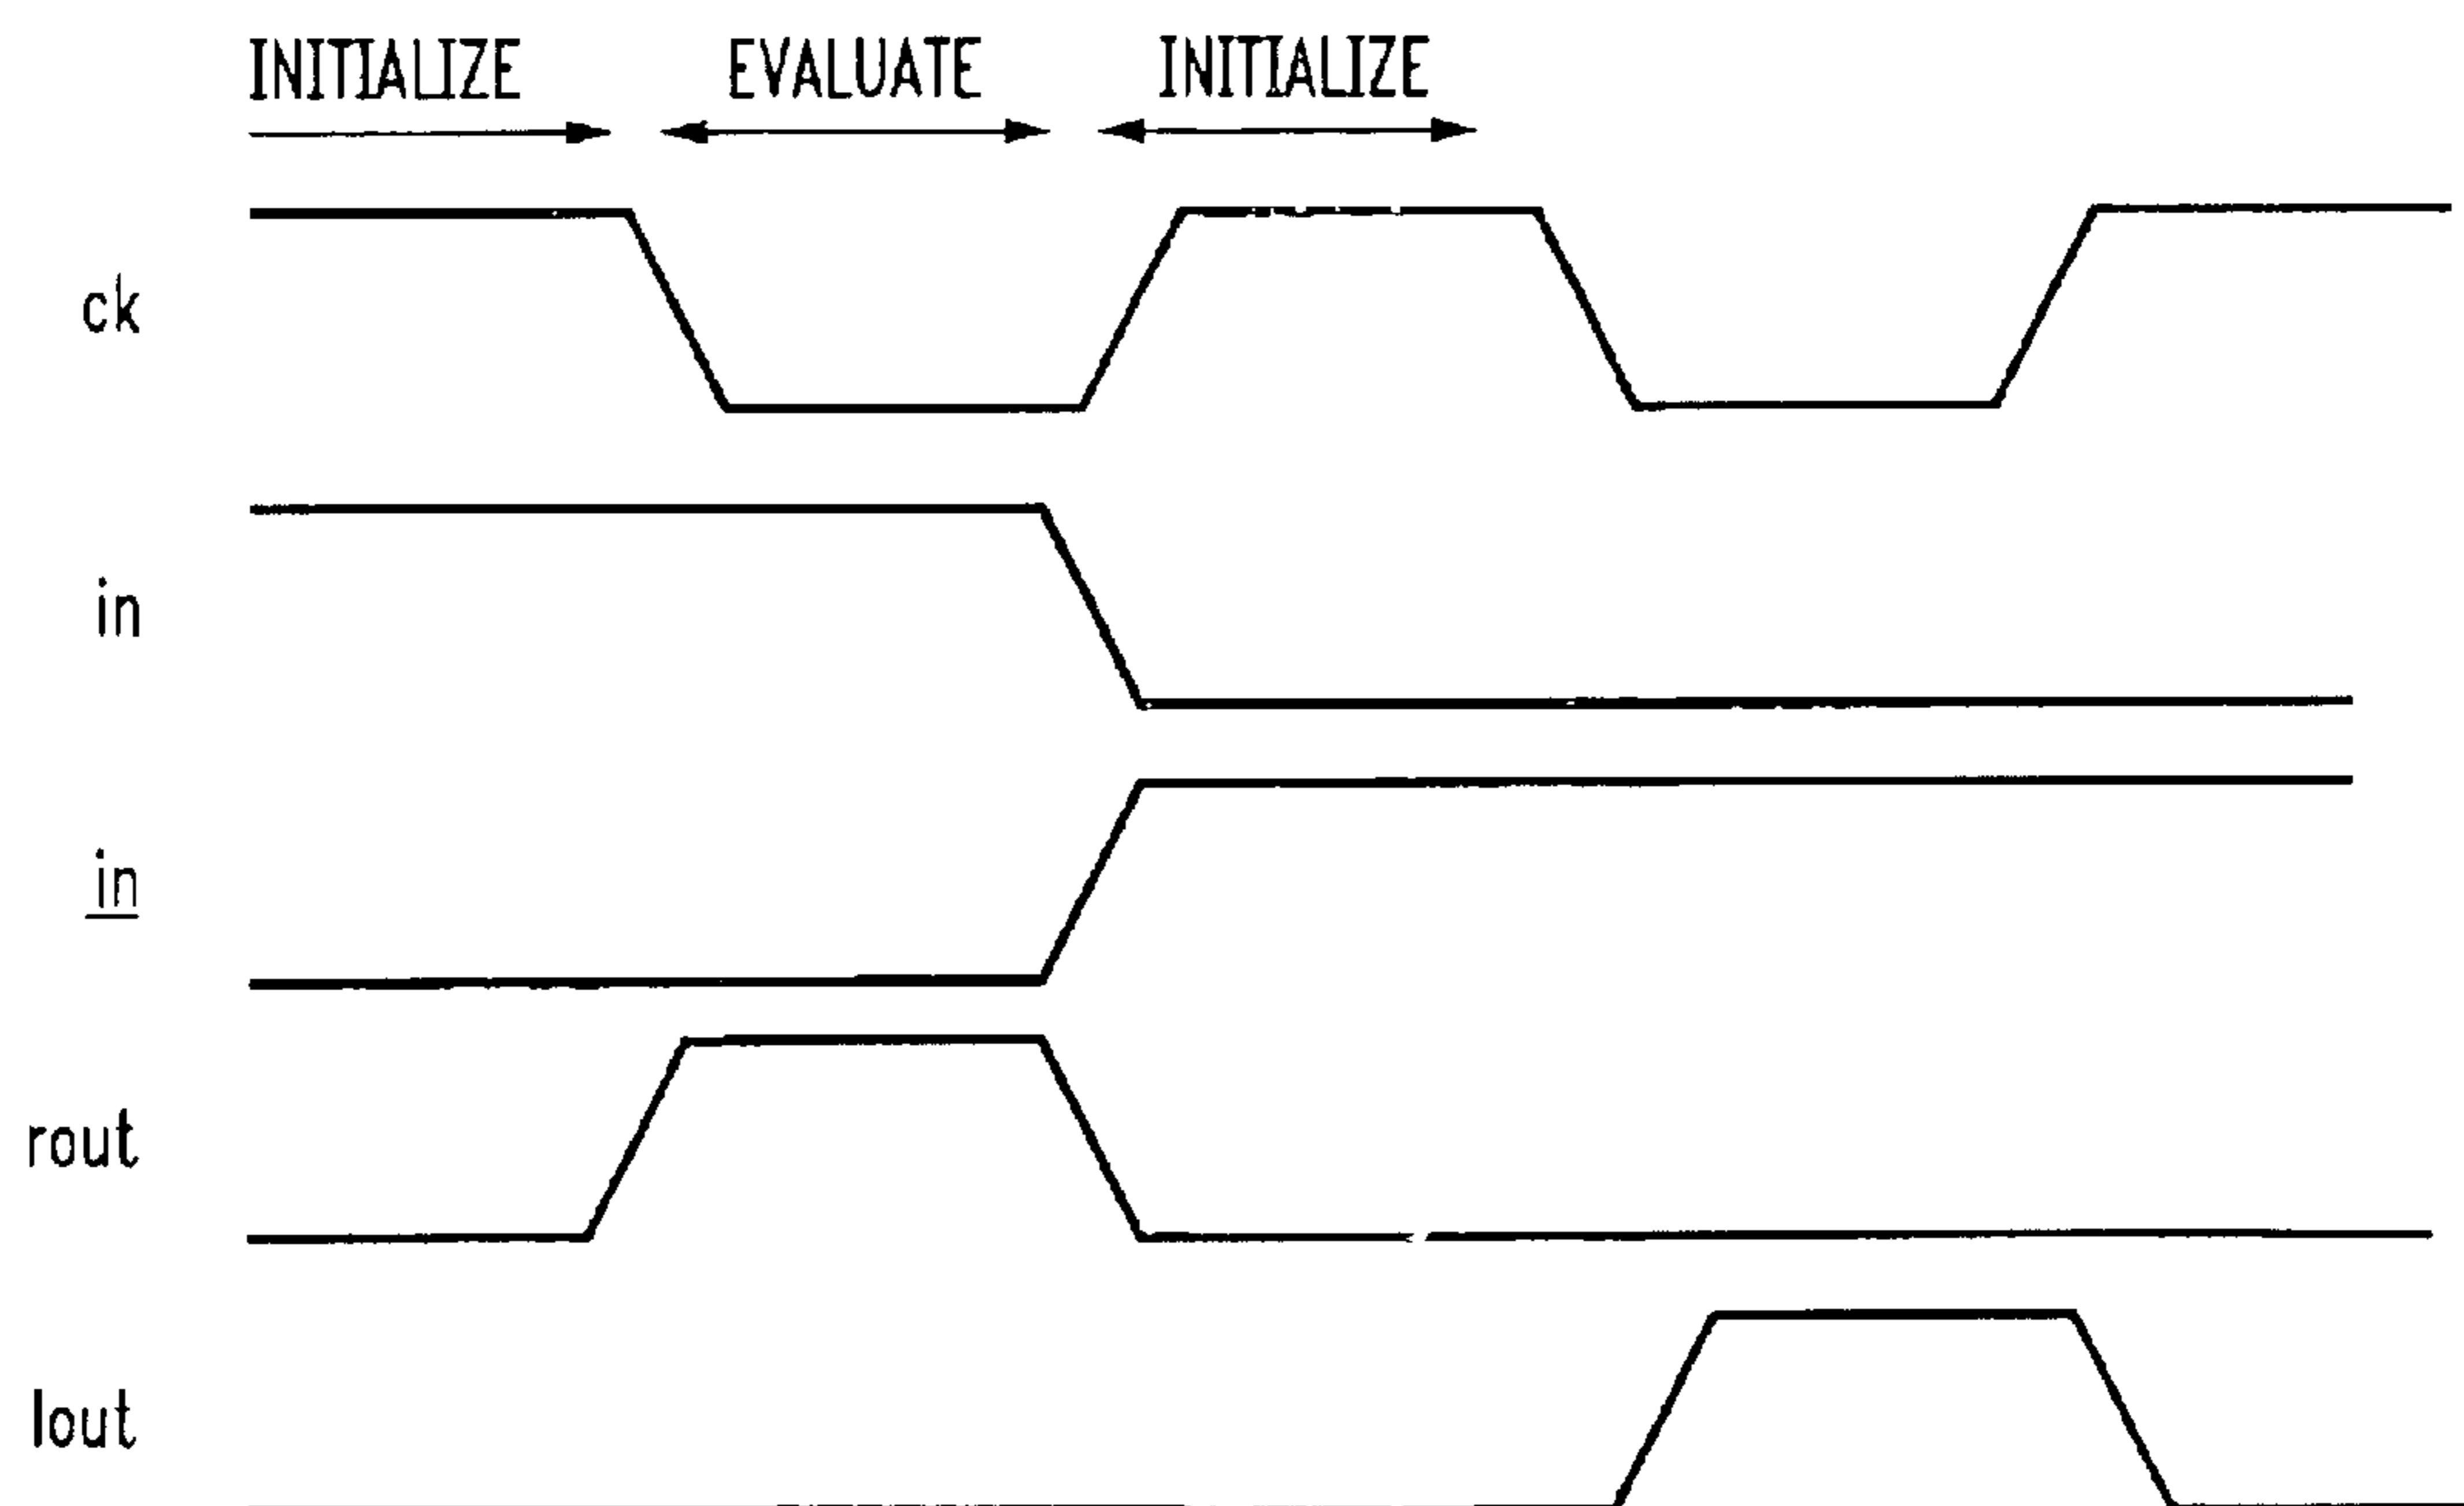 INITIALIZE EVALUATE INITIALIZE
ck
in
in
rout
lout